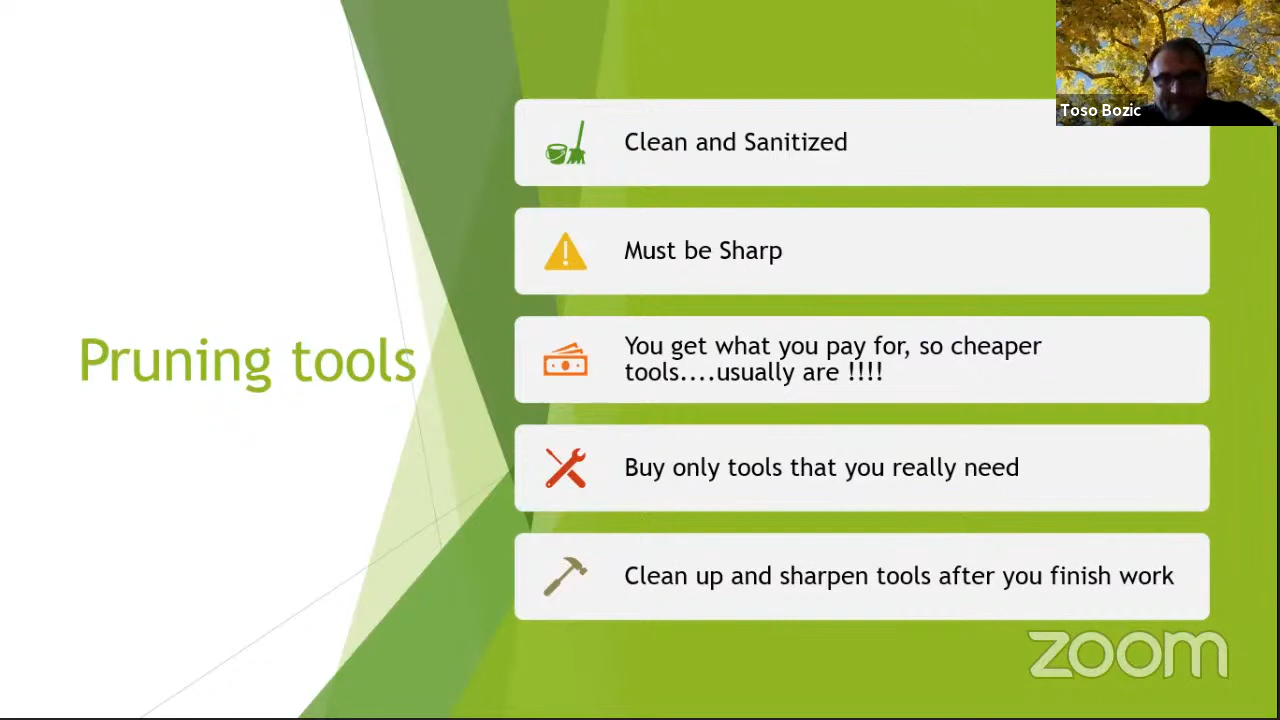 Toso Bozic
Clean and Sanitized
Must be Sharp
You get what you pay for, so cheaper
tools....usually are !!!!
Pruning tools
Buy only tools that you really need
Clean up and sharpen tools after you finish work
zoom